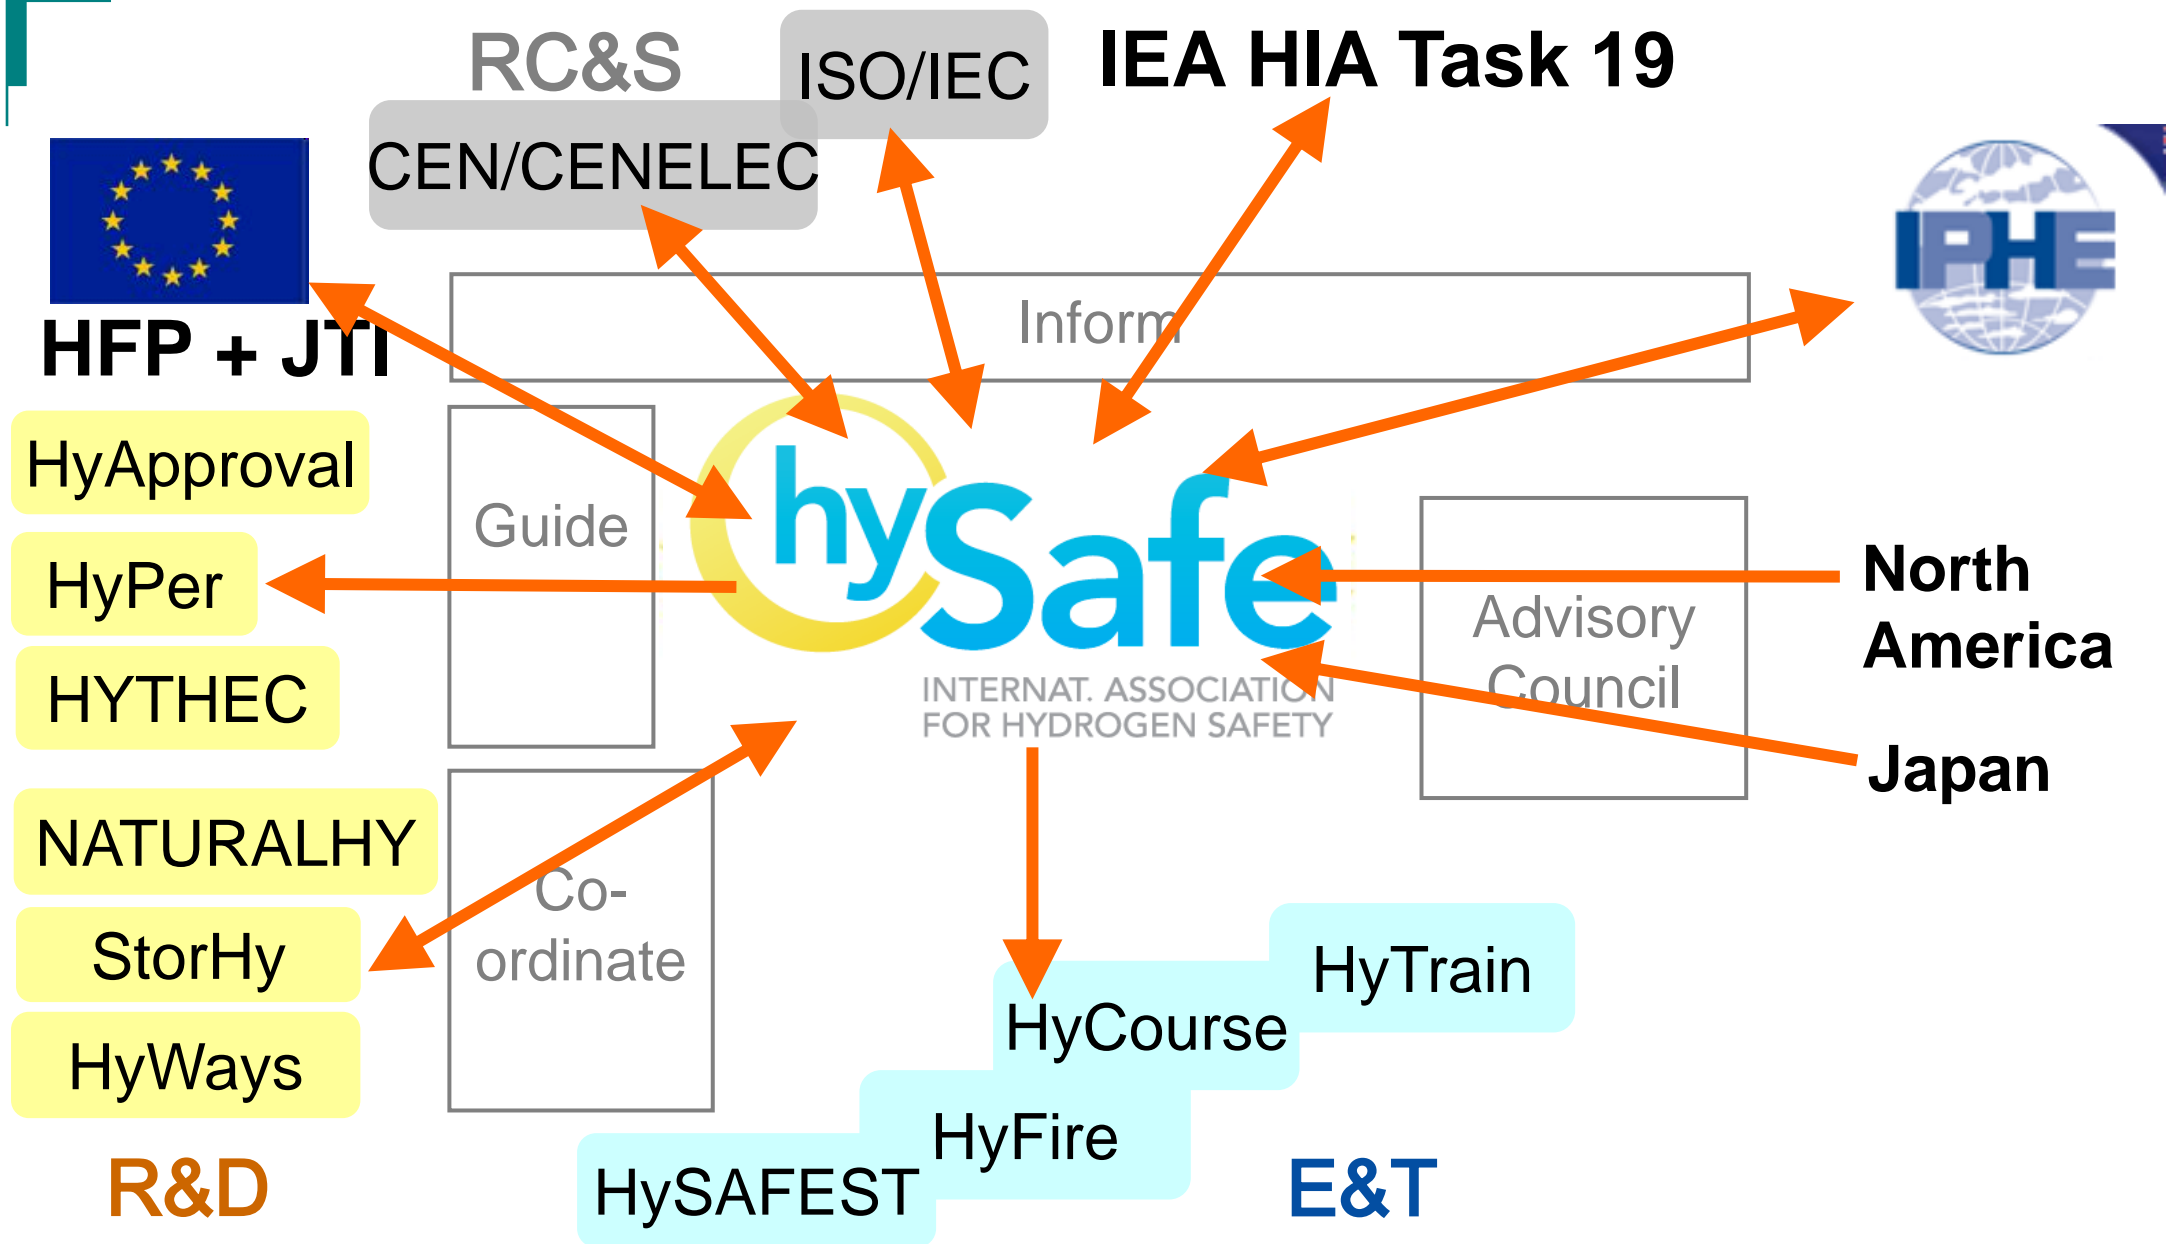 RC&S
ISO/IEC
IEA HIA Task 19
CEN/CENELEC
IPHE
HFP + JTI
Inform
HyApproval
Guide
hySafe
INTERNAT. ASSOCIATION
FOR HYDROGEN SAFETY
HyPer
HYTHEC
Advisory
Council
North
America
Japan
NATURALHY
StorHy
HyWays
Co-
ordinate
HyTrain
HyCourse
HyFire
HySAFEST
R&D
E&T